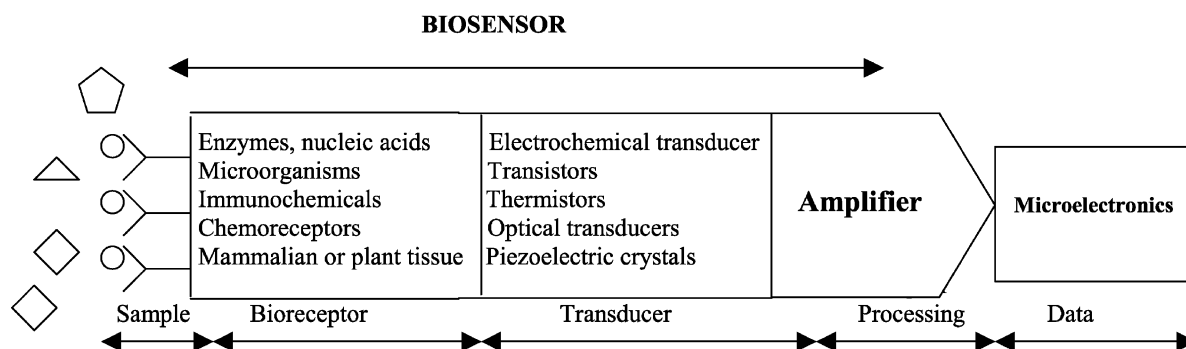 BIOSENSOR
Enzymes, nucleic acids
Microorganisms
Immunochemicals
Chemoreceptors
Mammalian or plant tissue
Electrochemical transducer
Transistors
Thermistors
Optical transducers
Piezoelectric crystals
Amplifier
Microelectronics
Sample Bioreceptor Transducer Processing Data